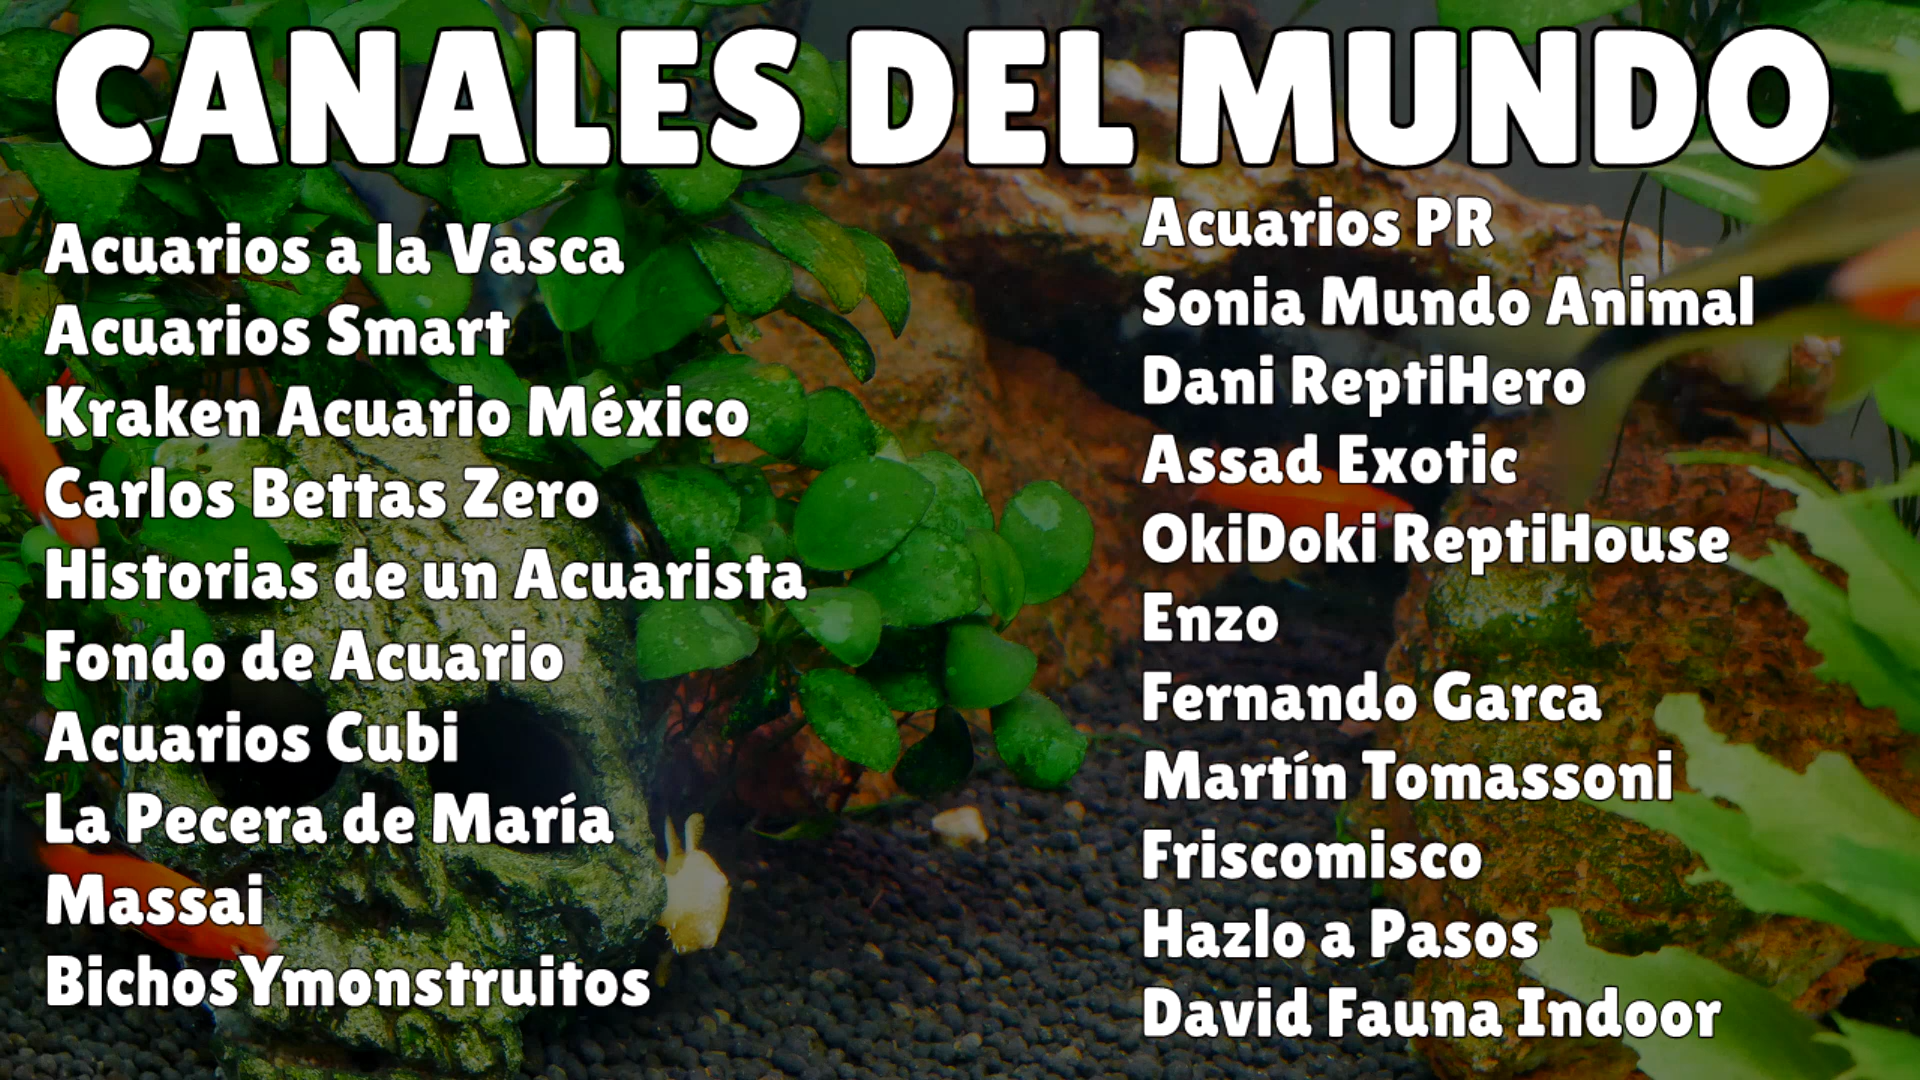 CANALES DEL MUNDO
Acuarios a la Vasca
Acuarios Smart
Kraken Acuario México
Carlos Bettas Zero
Historias de un Acuarista
Fondo de Acuario
Acuarios Cubi
La Pecera de María
Massai
BichosYmonstruitos
Acuarios PR
Sonia Mundo Animal
Dani ReptiHero
Assad Exotic
OkiDoki ReptiHouse
Enzo
Fernando Garca
Martín Tomassoni
Friscomisco
Hazlo a Pasos
David Fauna Indoor